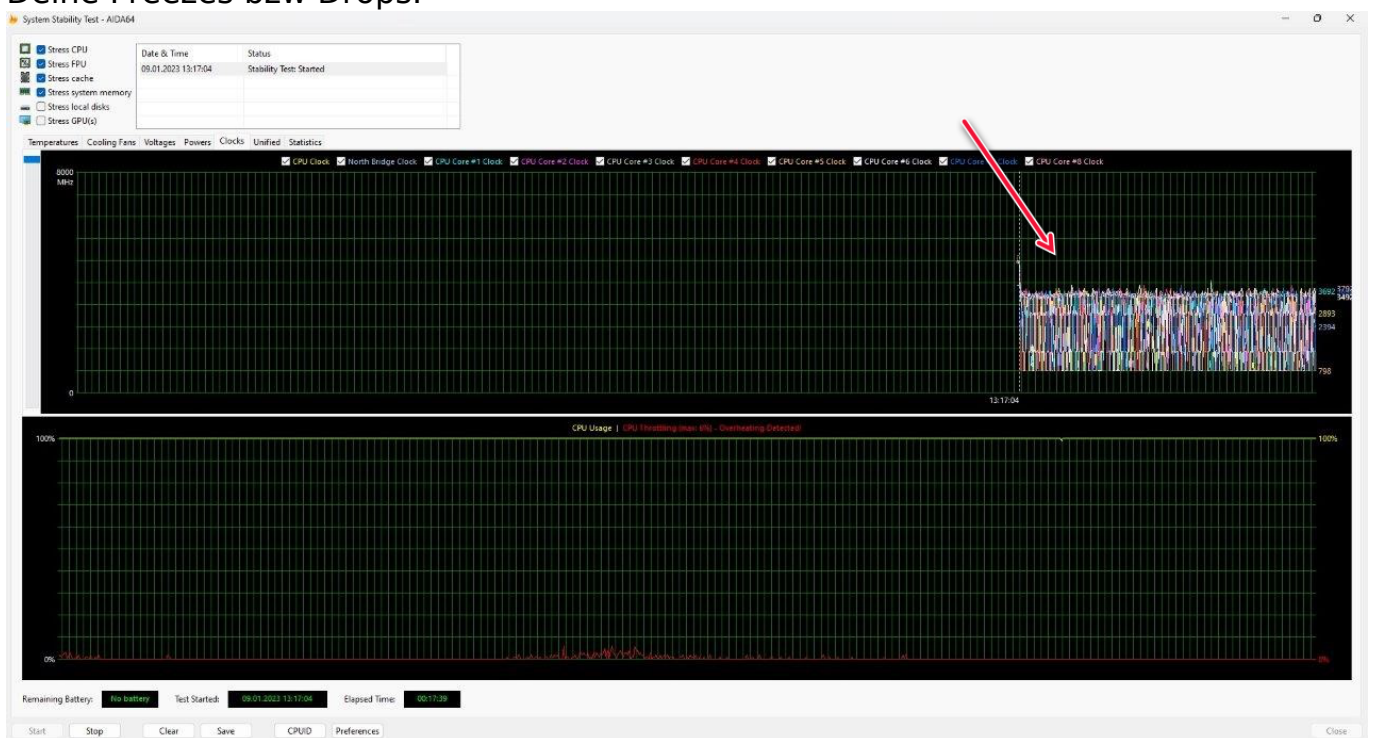 Deine Freezes bzw Drops.
System Stability Test - AIDA64
Stress CPU
Stress FPU
Stress cache
Stress system memory
Stress local disks
Stress GPU(s)
Date & Time Status
09.01.2023 13:17:04 Stability Test: Started
Temperatures Cooling Fans Voltages Powers Clocks Unified Statistics
CPU Clock North Bridge Clock CPU Core #1 Clock CPU Core #2 Clock CPU Core #3 Clock CPU Core #4 Clock CPU Core #5 Clock CPU Core #6 Clock CPU Core Clock CPU Core #8 Clock
8000
MHz
3692 3792
3492
2893
2394
798
0
13:17:04
CPU Usage | CPU Throttling (max: 6%) - Overheating Detected!
100% 100%
0% 0%
Remaining Battery: No battery Test Started: 09.01.2023 13:17:04 Elapsed Time: 00:17:39
Start Stop Clear Save CPUID Preferences Close